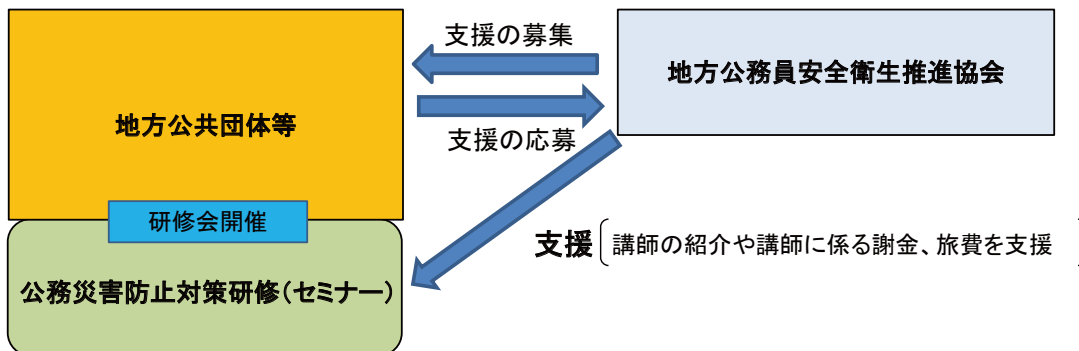 支援の募集
地方公務員安全衛生推進協会
地方公共団体等
支援の応募
研修会開催
支援 講師の紹介や講師に係る謝金、旅費を支援
公務災害防止対策研修(セミナー)